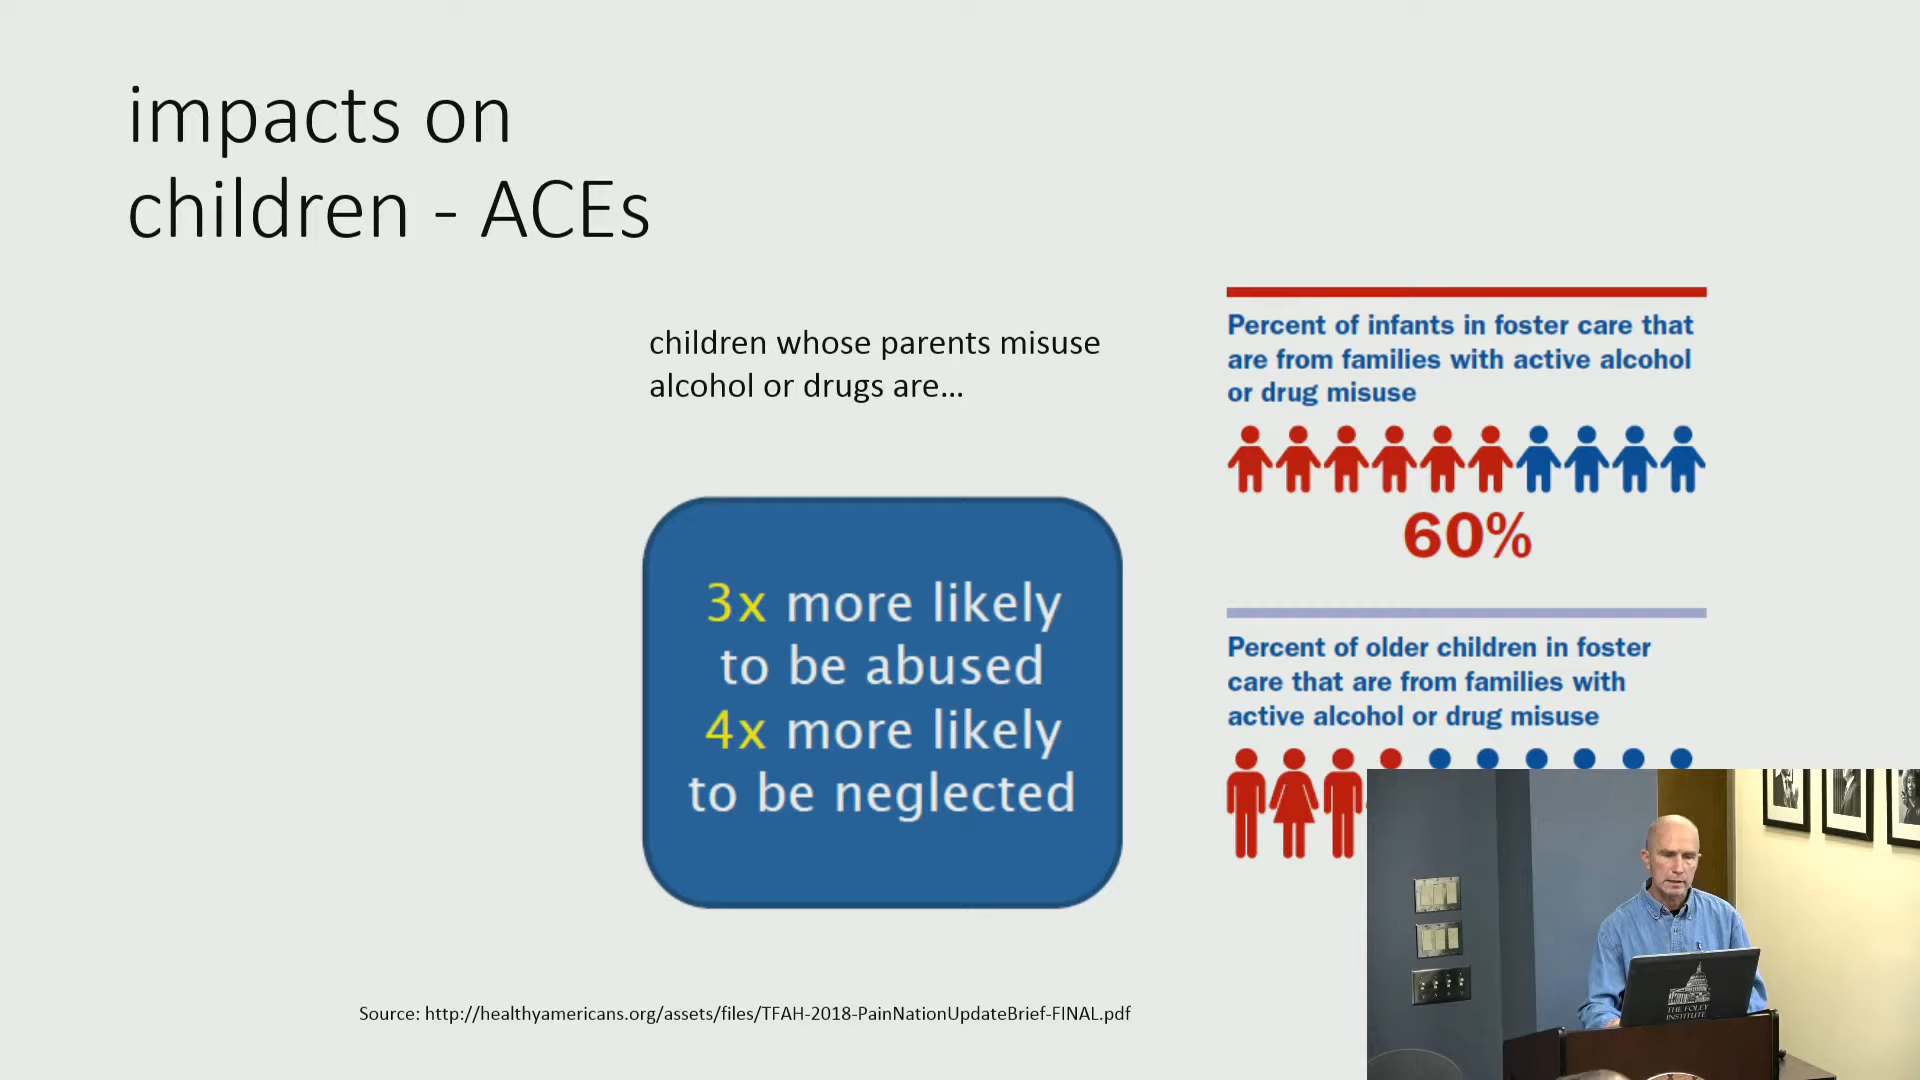 impacts on
children - ACEs
children whose parents misuse
alcohol or drugs are...
3x more likely
to be abused
4x more likely
to be neglected
Percent of infants in foster care that
are from families with active alcohol
or drug misuse
60%
Percent of older children in foster
care that are from families with
active alcohol or drug misuse
THE FOLEY
INSTITUTE
Source: http://healthyamericans.org/assets/files/TFAH-2018-PainNationUpdateBrief-FINAL.pdf